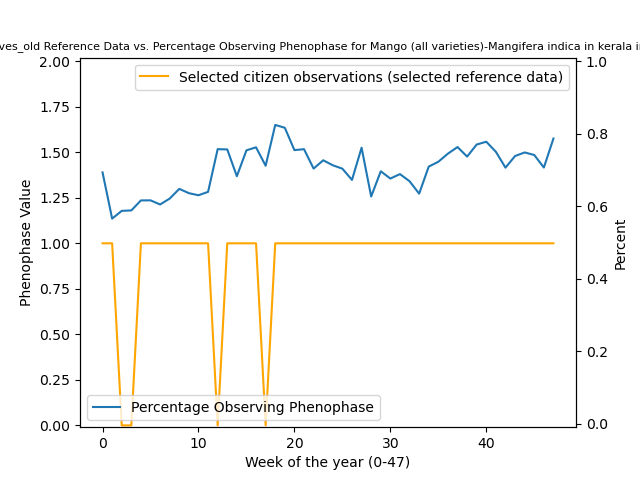 ves_old Reference Data vs. Percentage Observing Phenophase for Mango (all varieties)-Mangifera indica in kerala i
2.00
1.75
1.50
1.25
1.00
0.75
0.50
0.25
0.00
Phenophase Value
Selected citizen observations (selected reference data)
Percentage Observing Phenophase
1.0
0.8
0.6
0.4
0.2
0.0
Percent
0 10 20 30 40
Week of the year (0-47)